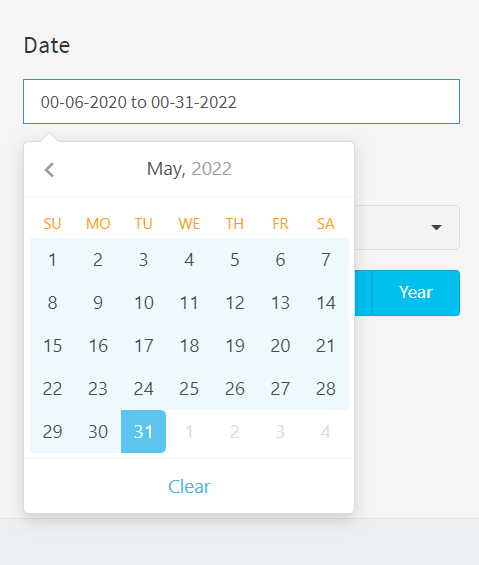 Date
00-06-2020 to 00-31-2022
May, 2022
SU MO TU WE TH FR SA
1 2 3 4 5 6 7
8 9 10 11 12 13 14
Year
15 16 17 18 19 20 21
22 23 24 25 26 27 28
29 30 31 1 2 3 4
Clear